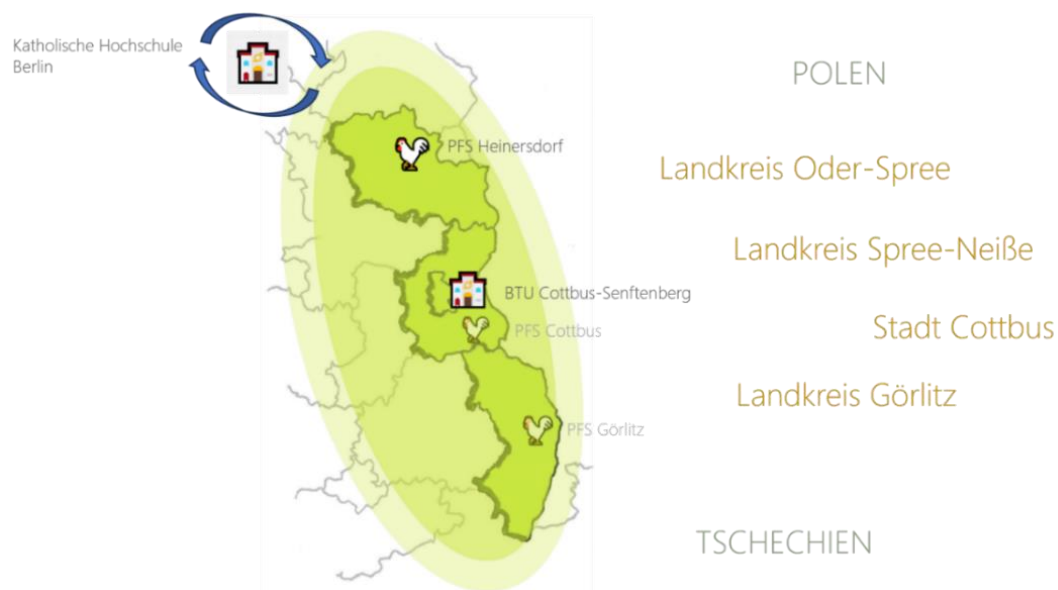 Katholische Hochschule
Berlin
POLEN
PFS Heinersdorf
Landkreis Oder-Spree
Landkreis Spree-Neiße
BTU Cottbus-Senftenberg
Stadt Cottbus
PFS Cottbus
Landkreis Görlitz
PFS Görlitz
TSCHECHIEN